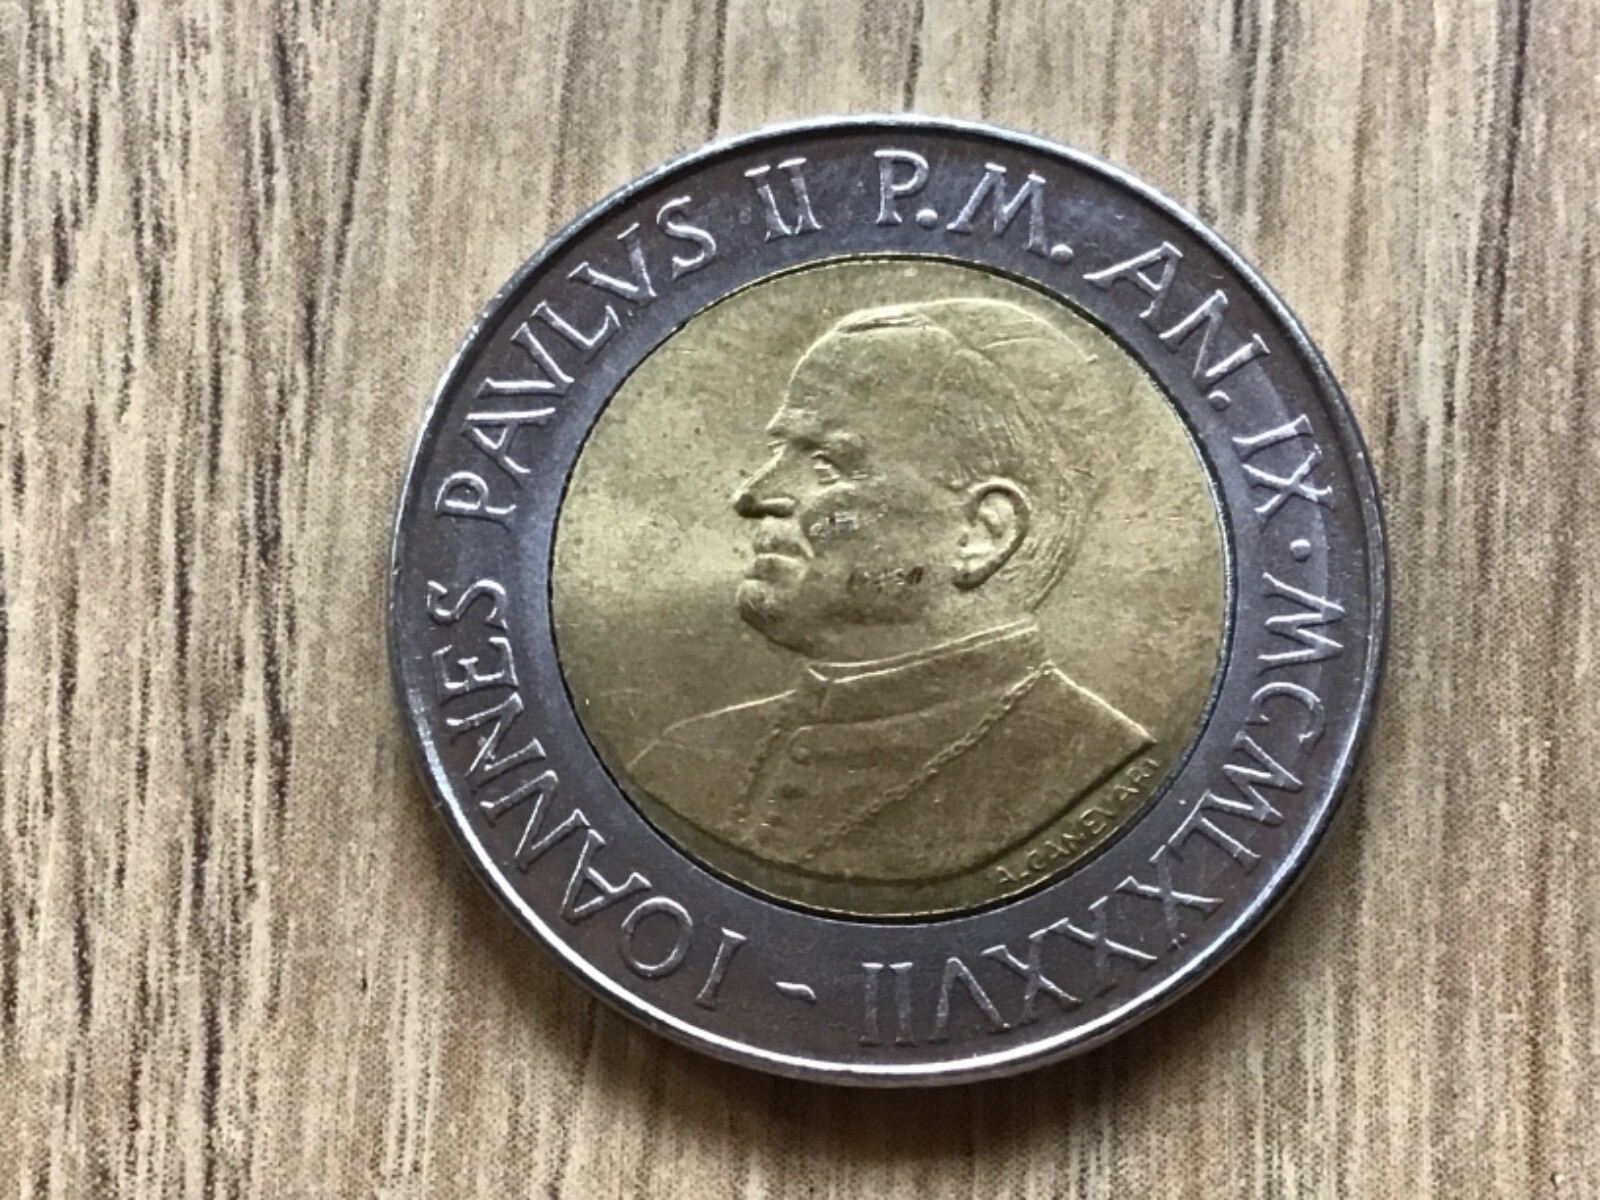 IOANNES PAVLVS II P.M. AN. IX · MCMLXXXVII -
A. CANEVARI